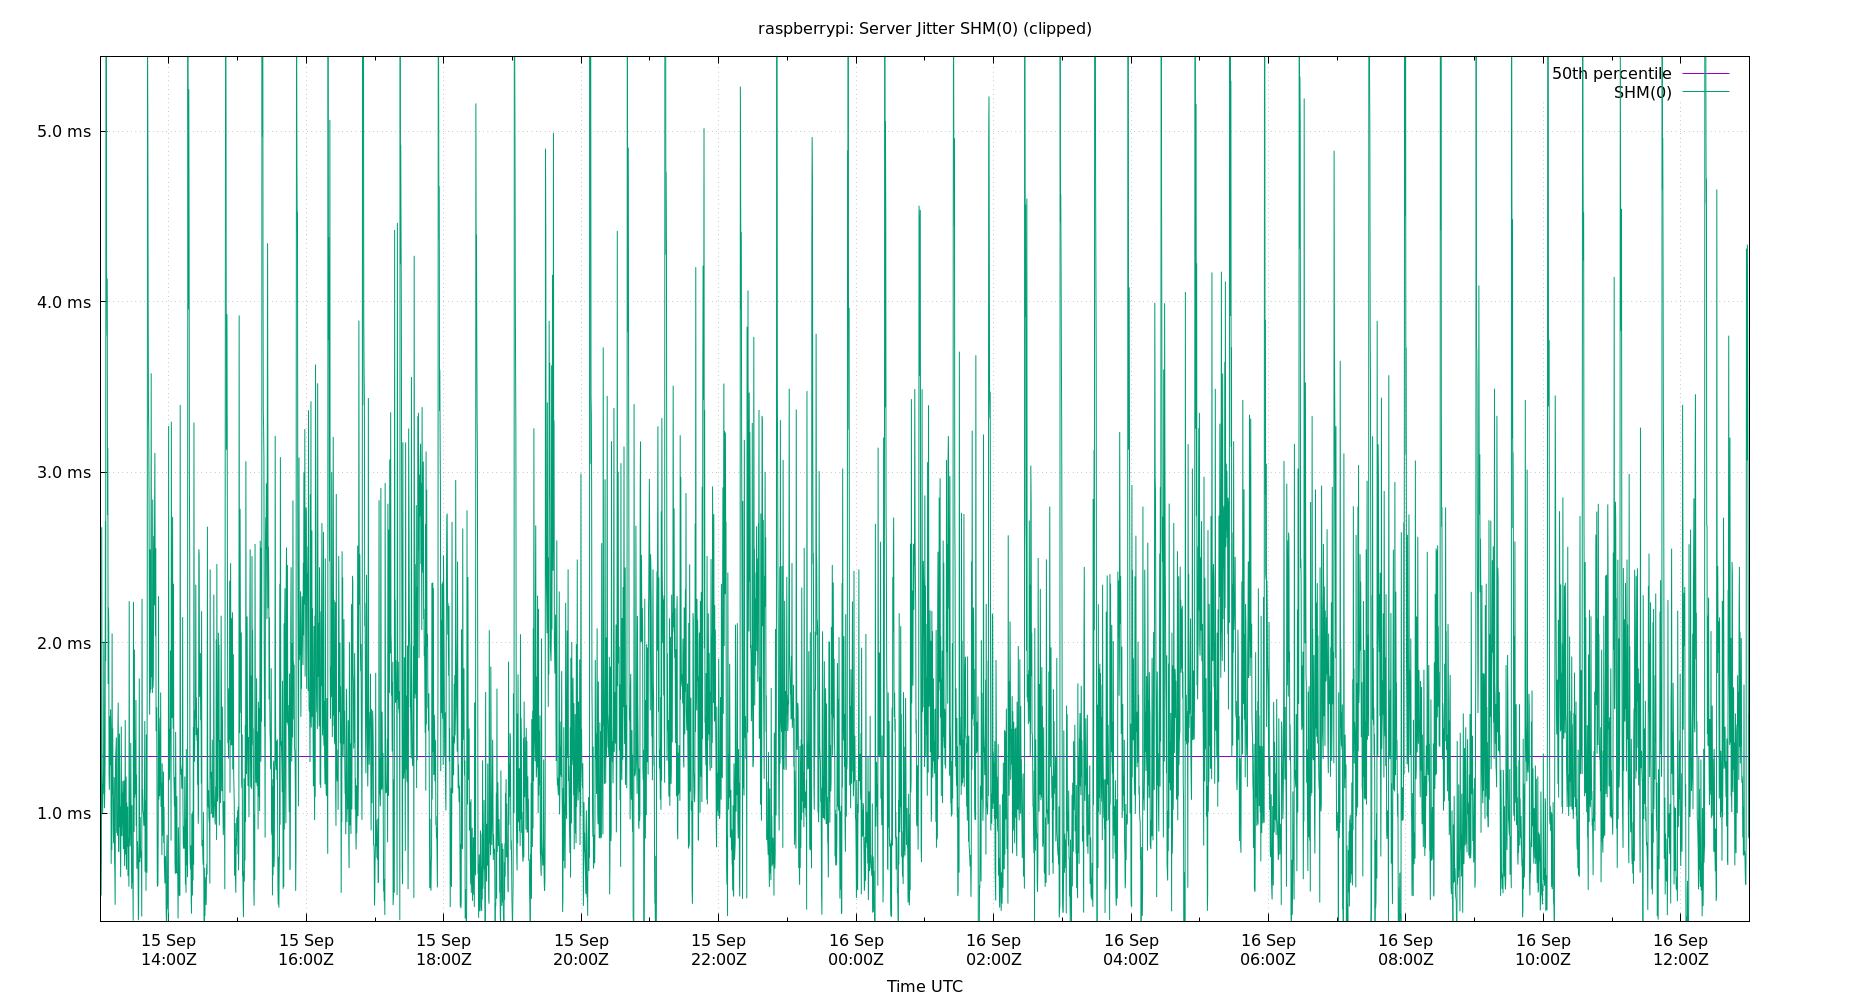 raspberrypi: Server Jitter SHM(0) (clipped)
50th percentile
SHM(0)
5.0 ms
4.0 ms
3.0 ms
2.0 ms
1.0 ms
15 Sep 15 Sep 15 Sep 15 Sep 15 Sep 16 Sep 16 Sep 16 Sep 16 Sep 16 Sep 16 Sep 16 Sep
14:00Z 16:00Z 18:00Z 20:00Z 22:00Z 00:00Z 02:00Z 04:00Z 06:00Z 08:00Z 10:00Z 12:00Z
Time UTC